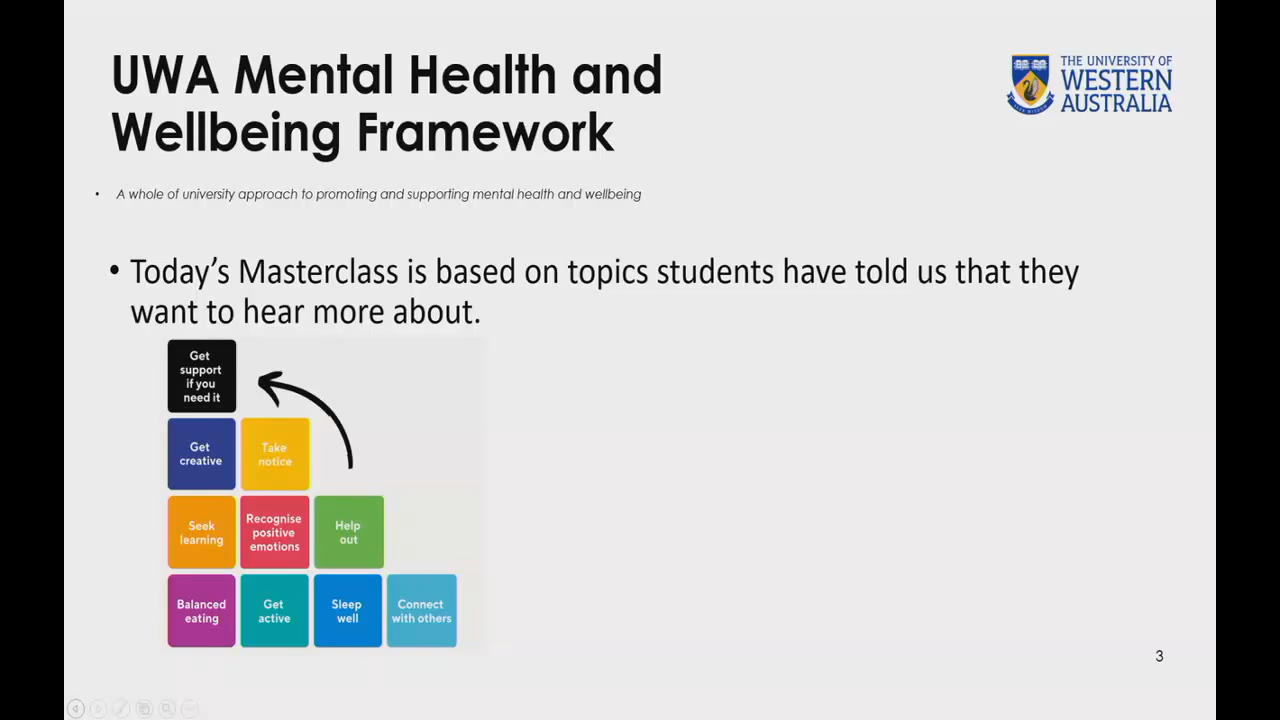 UWA Mental Health and
Wellbeing Framework
THE UNIVERSITY OF
WESTERN
AUSTRALIA
• A whole of university approach to promoting and supporting mental health and wellbeing
• Today’s Masterclass is based on topics students have told us that they
want to hear more about.
Get
support
if you
need it
Get
creative
Take
notice
Seek
learning
Recognise
positive
emotions
Help
out
Balanced
eating
Get
active
Sleep
well
Connect
with others
3